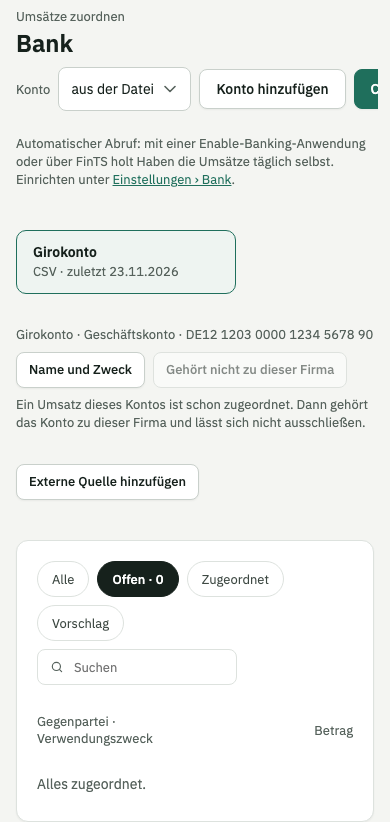 Umsätze zuordnen
Bank
Konto
aus der Datei
Konto hinzufügen
Automatischer Abruf: mit einer Enable-Banking-Anwendung
oder über FinTS holt Haben die Umsätze täglich selbst.
Einrichten unter Einstellungen › Bank.
Girokonto
CSV · zuletzt 23.11.2026
Girokonto · Geschäftskonto · DE12 1203 0000 1234 5678 90
Name und Zweck
Gehört nicht zu dieser Firma
Ein Umsatz dieses Kontos ist schon zugeordnet. Dann gehört
das Konto zu dieser Firma und lässt sich nicht ausschließen.
Externe Quelle hinzufügen
Alle
Offen · 0
Zugeordnet
Vorschlag
Suchen
Gegenpartei ·
Verwendungszweck
Betrag
Alles zugeordnet.